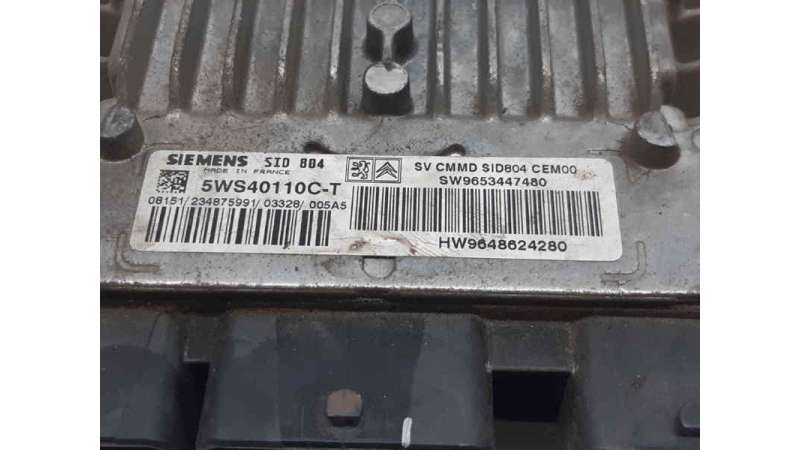 SIEMENS SID 804
MADE IN FRANCE
5WS40110C-T
08151/234875991/03328/005A5
SV CMMD SID804 CEM00
SW9653447480
HW9648624280